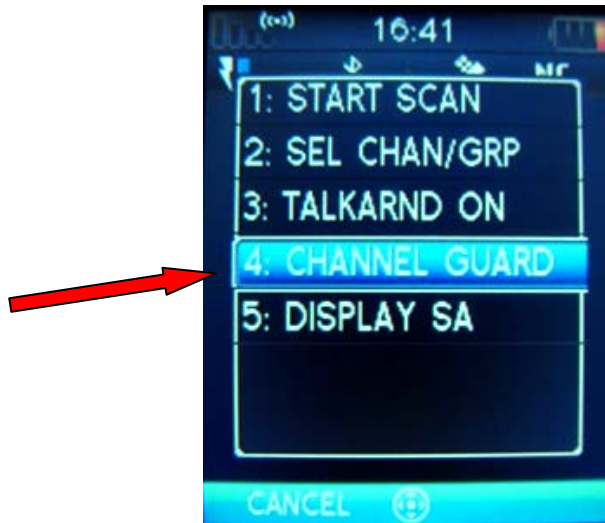 16:41
1: START SCAN
2: SEL CHAN/GRP
3: TALKARND ON
4: CHANNEL GUARD
5: DISPLAY SA
CANCEL